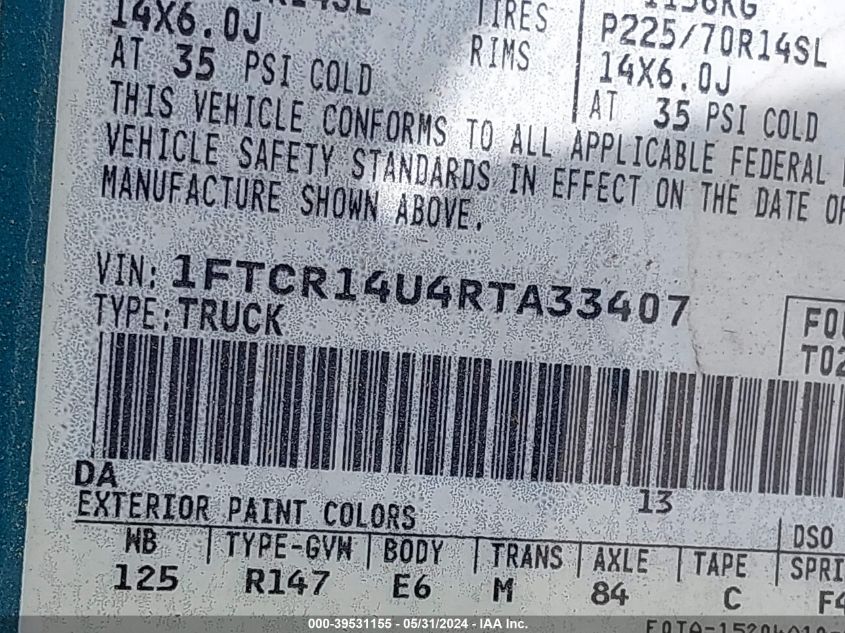 14X6.0J
AT 35 PSI COLD
TIRES
RIMS
P225/70R14SL
14X6.0J
AT 35 PSI COLD
THIS VEHICLE CONFORMS TO ALL APPLICABLE FEDERAL
VEHICLE SAFETY STANDARDS IN EFFECT ON THE DATE OF
MANUFACTURE SHOWN ABOVE.
VIN: 1FTCR14U4RTA33407
TYPE: TRUCK
DA
13
EXTERIOR PAINT COLORS
DSO
WB TYPE-GVW BODY TRANS AXLE TAPE SPRI
125 R147 E6 M 84 C F4
000-39531155 - 05/31/2024 - © IAA, Inc.